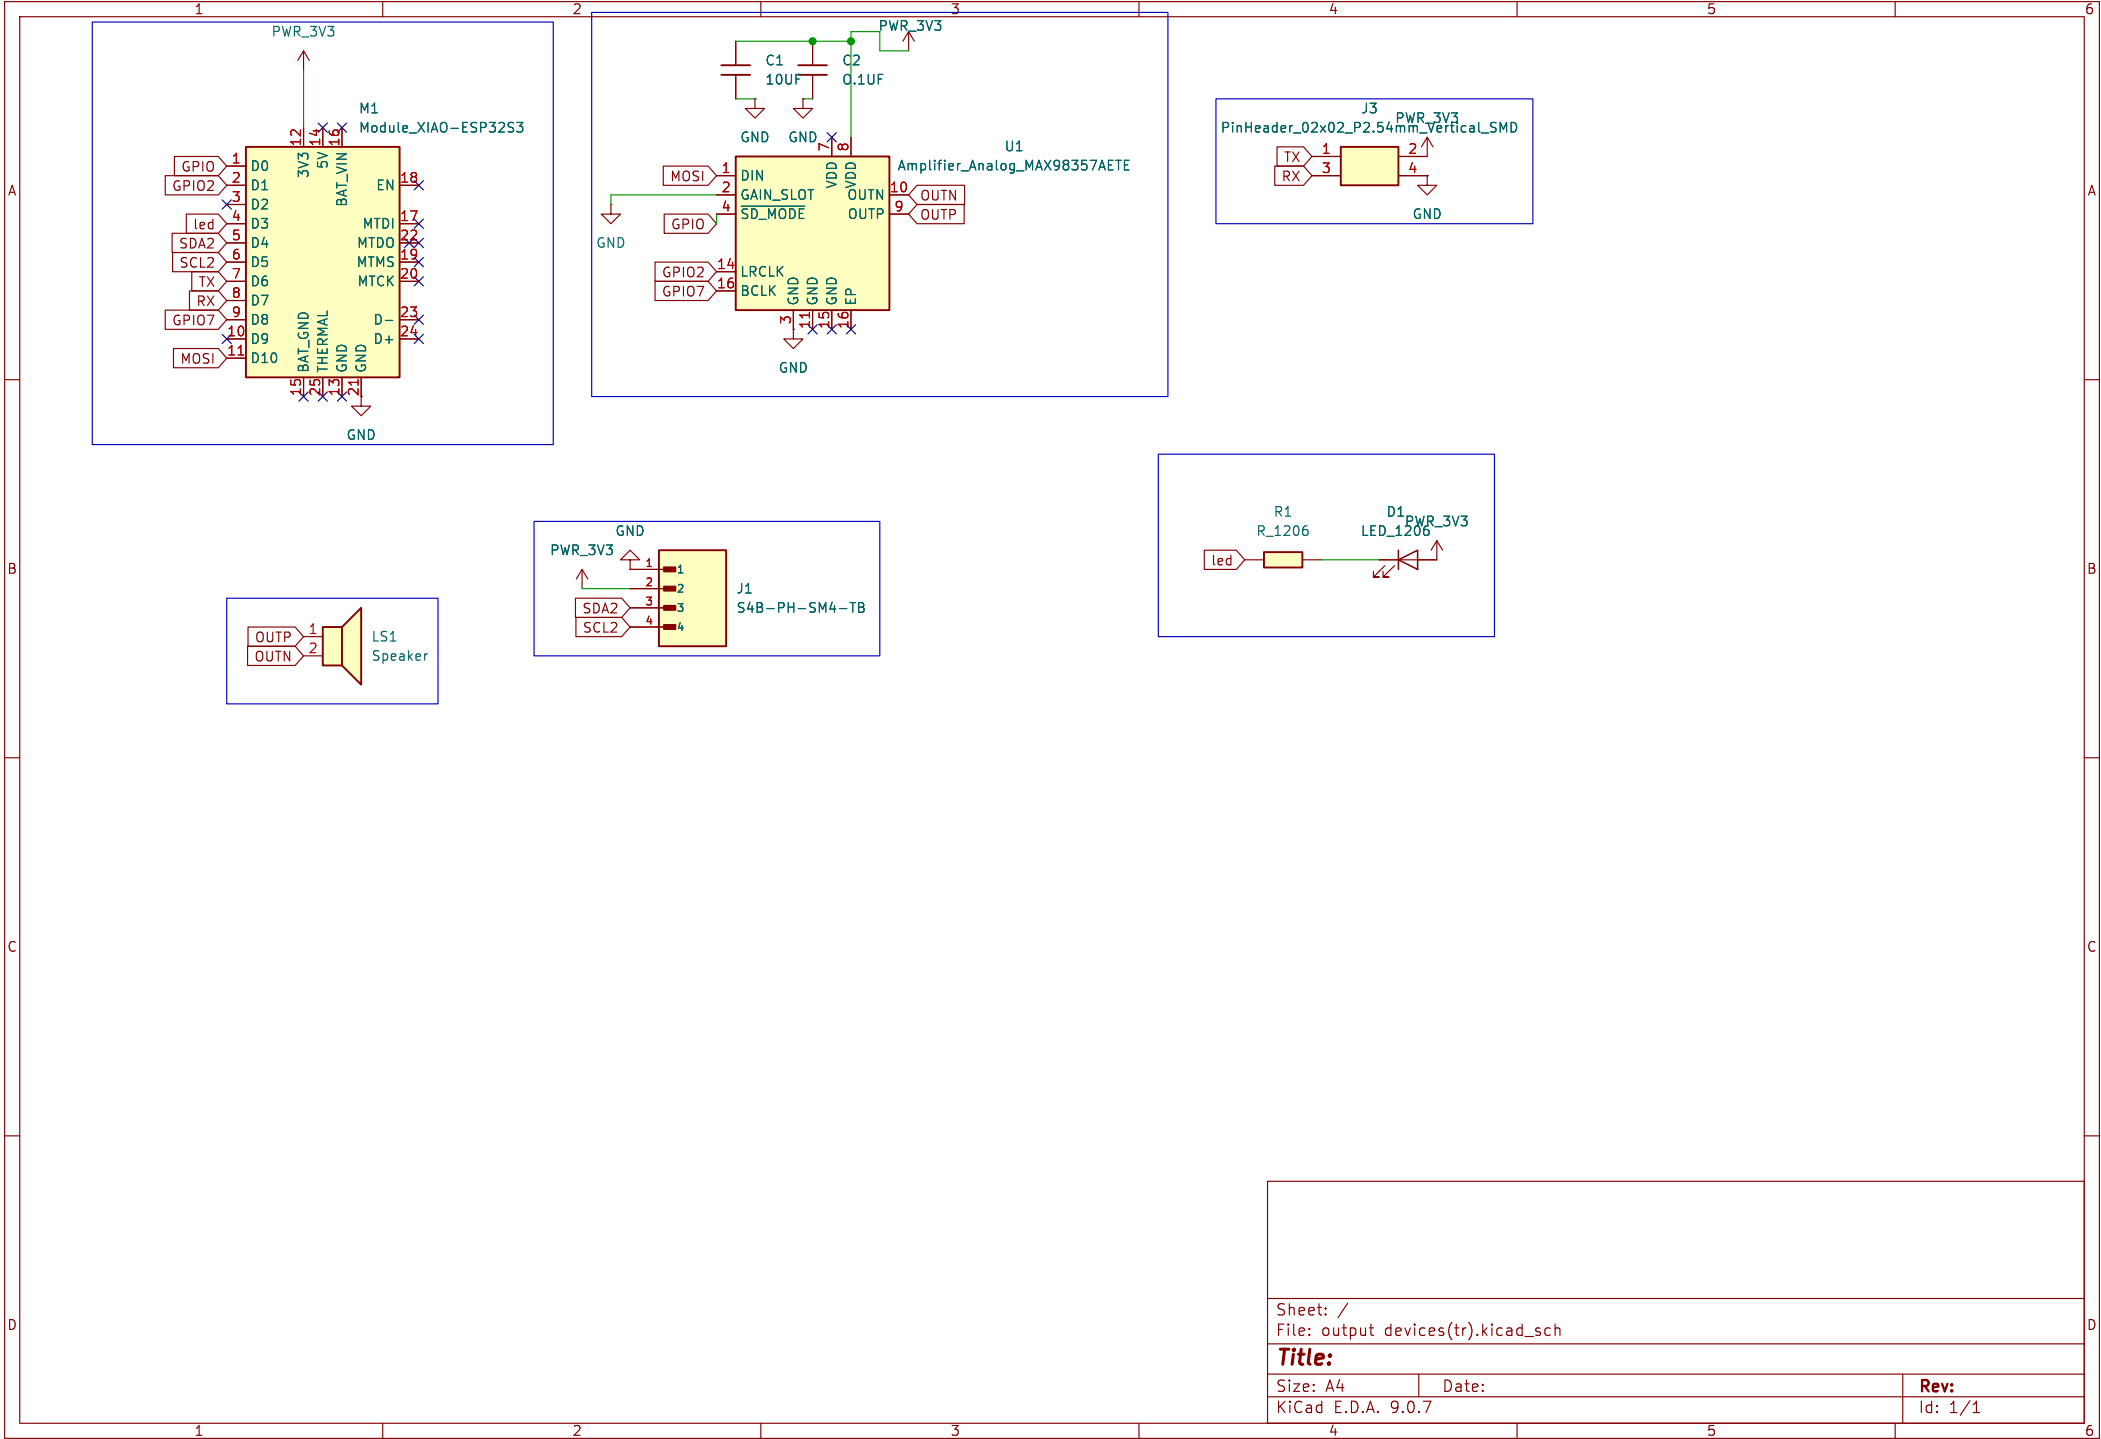 1 2 3 4 5 6
A
B
C
D
PWR_3V3
M1
Module_XIAO-ESP32S3
12 3V3
14 5V
16 BAT_VIN
GPIO 1 D0
GPIO2 2 D1
3 D2
led 4 D3
SDA2 5 D4
SCL2 6 D5
TX 7 D6
RX 8 D7
GPIO7 9 D8
10 D9
MOSI 11 D10
EN 18
MTDI 17
MTDO 22
MTMS 19
MTCK 20
D- 23
D+ 24
BAT_GND 15
THERMAL 25
GND 13
GND 21
GND
PWR_3V3
C1
10UF
C2
0.1UF
GND
GND
U1
Amplifier_Analog_MAX98357AETE
7 VDD
8 VDD
MOSI 1 DIN
2 GAIN_SLOT
GPIO 4 SD_MODE
GPIO2 14 LRCLK
GPIO7 16 BCLK
OUTN 10 OUTN
OUTP 9 OUTP
GND 3
GND 11
GND 15
EP 16
GND
GND
J3
PWR_3V3
PinHeader_02x02_P2.54mm_Vertical_SMD
TX 1 2
RX 3 4
GND
OUTP 1
OUTN 2
LS1
Speaker
GND
PWR_3V3
1 1
2 2
SDA2 3 3
SCL2 4 4
J1
S4B-PH-SM4-TB
R1
R_1206
D1
PWR_3V3
LED_1206
led
Sheet: /
File: output devices(tr).kicad_sch
Title:
Size: A4 Date: Rev:
KiCad E.D.A. 9.0.7 Id: 1/1
A
B
C
D
1 2 3 4 5 6